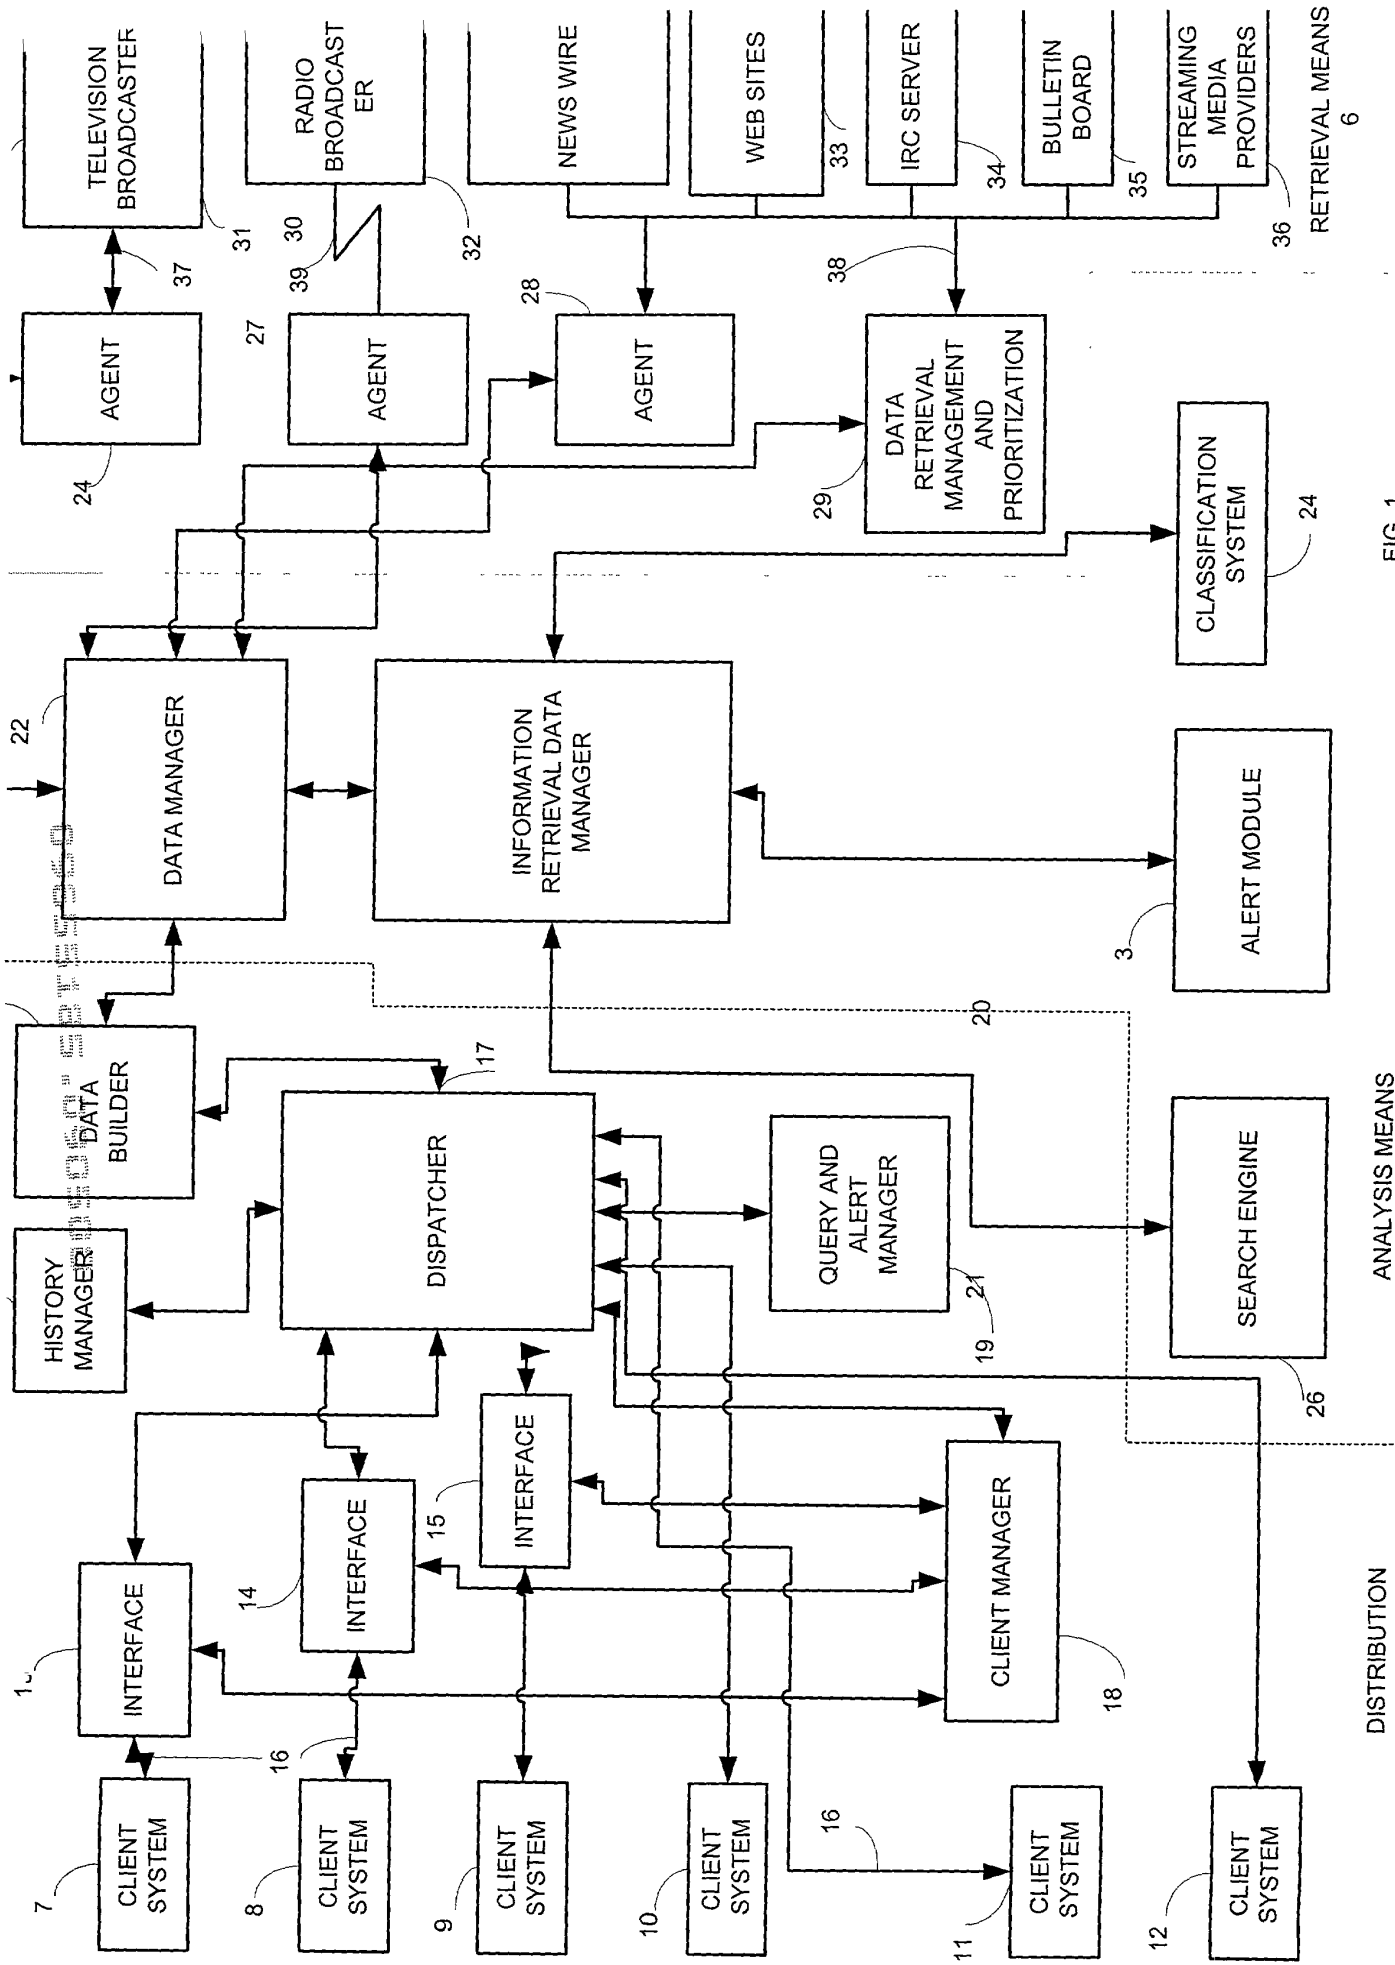 TELEVISION
BROADCASTER
31
37
AGENT
24
RADIO
BROADCAST
ER
32
30
39
27
AGENT
NEWS WIRE
28
AGENT
WEB SITES
33
IRC SERVER
34
38
BULLETIN
BOARD
35
STREAMING
MEDIA
PROVIDERS
36
RETRIEVAL MEANS
6
DATA
RETRIEVAL
MANAGEMENT
AND
PRIORITIZATION
29
CLASSIFICATION
SYSTEM
24
FIG. 1
22
DATA MANAGER
INFORMATION
RETRIEVAL DATA
MANAGER
ALERT MODULE
3
DATA
BUILDER
HISTORY
MANAGER
17
DISPATCHER
20
QUERY AND
ALERT
MANAGER
21
19
SEARCH ENGINE
26
ANALYSIS MEANS
INTERFACE
14
INTERFACE
15
INTERFACE
CLIENT MANAGER
18
DISTRIBUTION
16
7
CLIENT
SYSTEM
8
CLIENT
SYSTEM
9
CLIENT
SYSTEM
10
CLIENT
SYSTEM
16
11
CLIENT
SYSTEM
12
CLIENT
SYSTEM